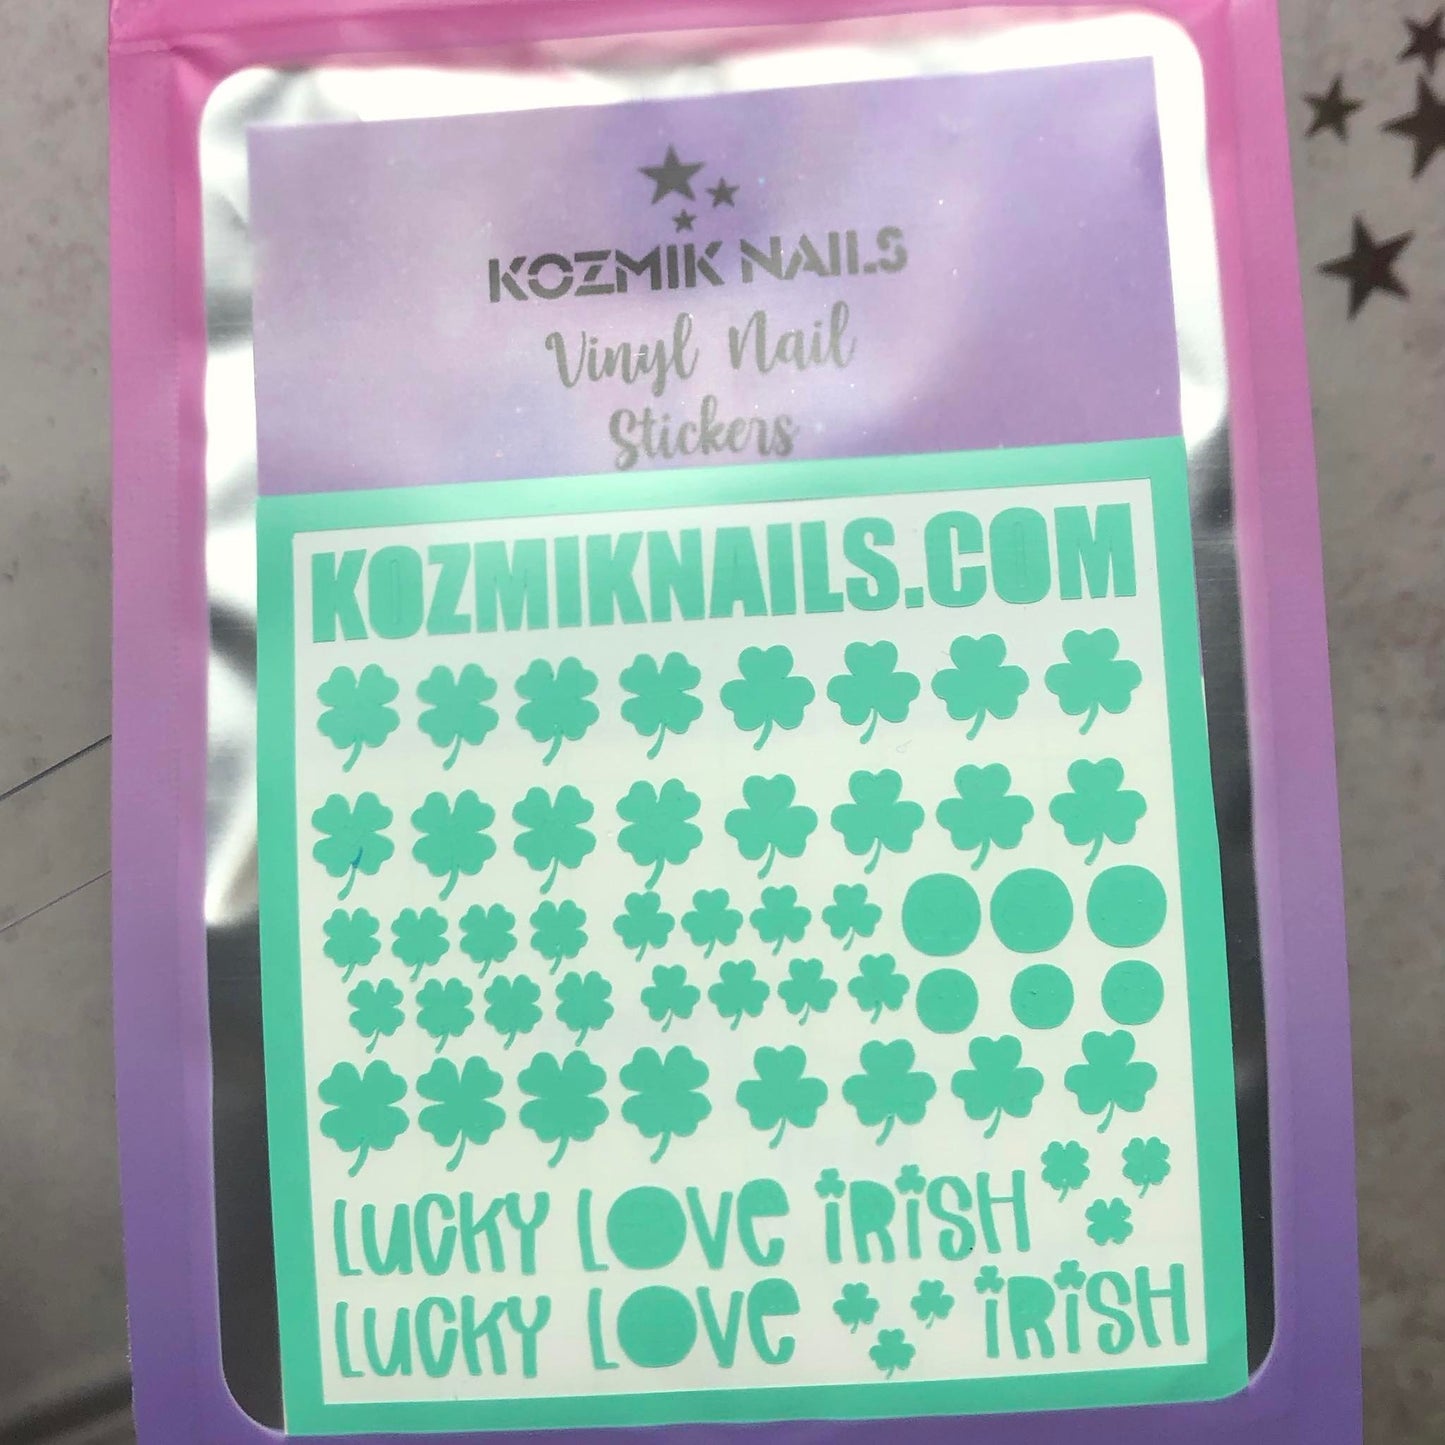 KOZMIK NAILS
Vinyl Nail
Stickers
KOZMIKNAILS.COM
LUCKY LOVE IRISH
LUCKY LOVE IRISH